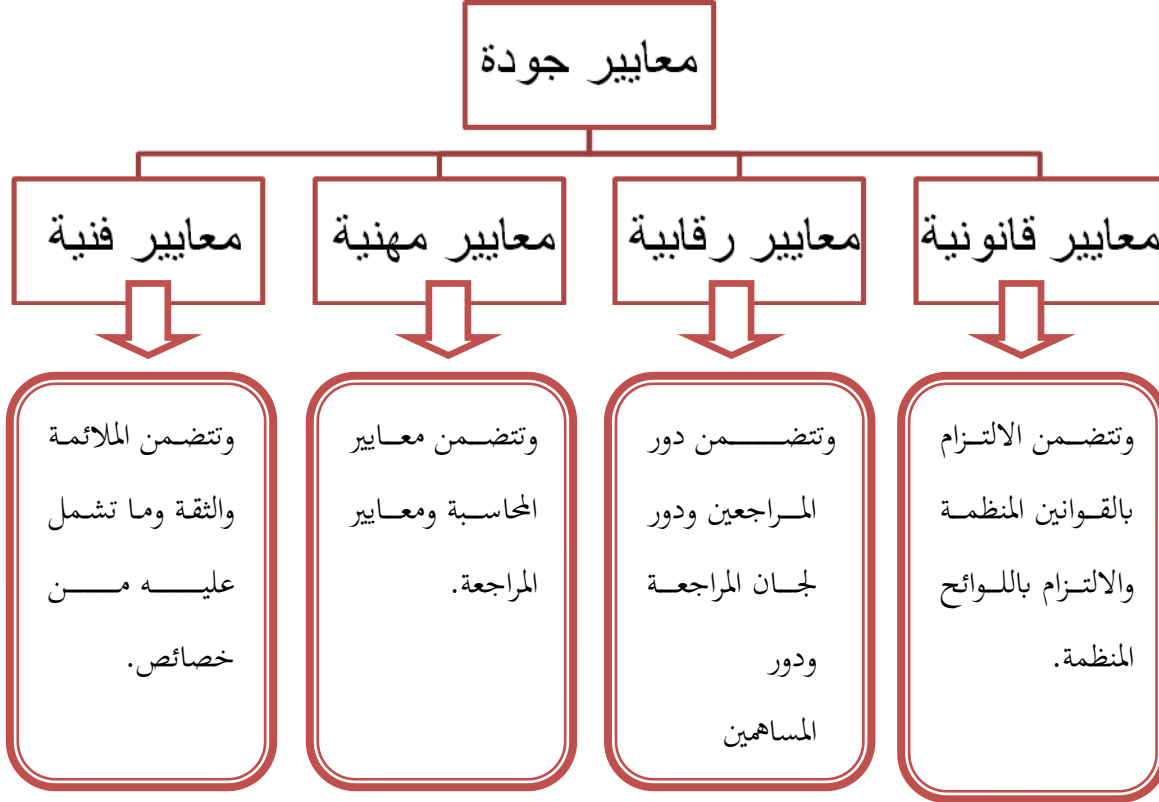 معايير جودة
معايير قانونية
معايير رقابية
معايير مهنية
معايير فنية
وتتضمن الالتزام
بالقوانين المنظمة
والالتزام باللوائح
المنظمة.
وتتضمن دور
المراجعين ودور
لجان المراجعة
ودور
المساهمين
وتتضمن معايير
المحاسبة ومعايير
المراجعة.
وتتضمن الملائمة
والثقة وما تشمل
عليه من
خصائص.